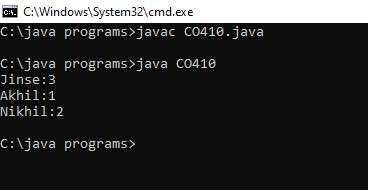 C:\Windows\System32\cmd.exe
C:\java programs>javac CO410.java
C:\java programs>java CO410
Jinse:3
Akhil:1
Nikhil:2
C:\java programs>